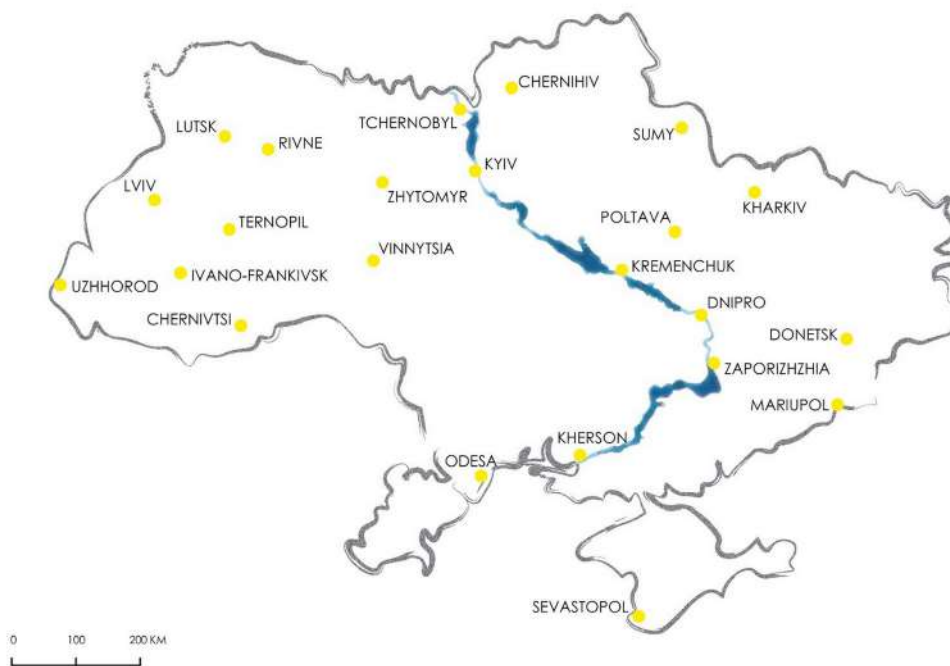 CHERNIHIV
TCHERNOBYL
SUMY
LUTSK
RIVNE
KYIV
ZHYTOMYR
LVIV
KHARKIV
POLTAVA
TERNOPIL
VINNYTSIA
KREMENCHUK
IVANO-FRANKIVSK
UZHHOROD
DNIPRO
CHERNIVTSI
DONETSK
ZAPORIZHZHIA
MARIUPOL
KHERSON
ODESA
SEVASTOPOL
0 100 200 KM